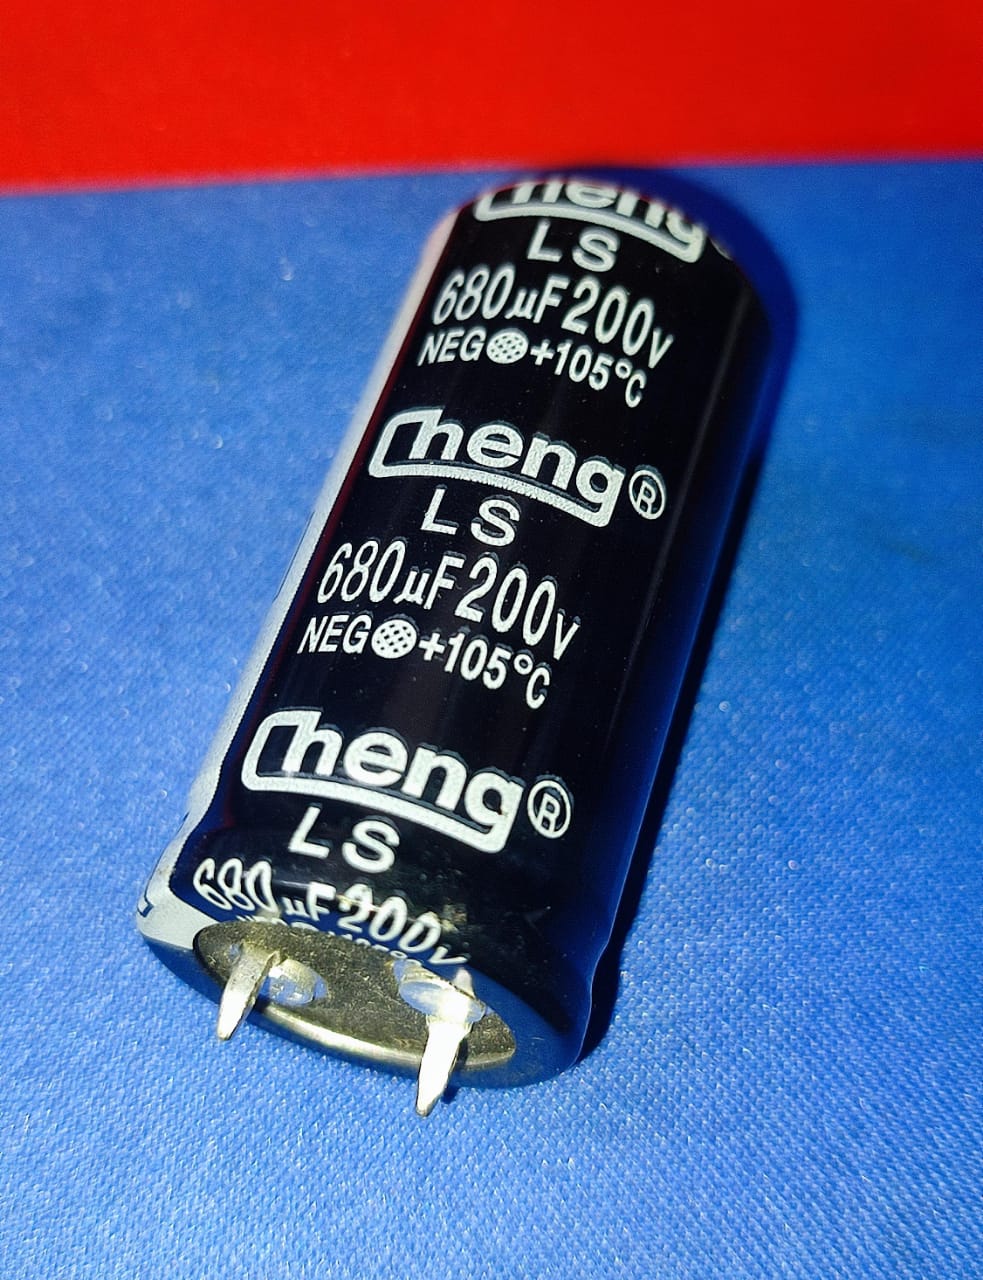 Cheng
LS
680µF200v
NEG +105°C
Cheng®
LS
680µF200v
NEG +105°C
Cheng®
LS
680µF200v